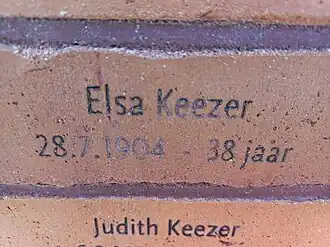 Elsa Keezer
28.7.1904 - 38 jaar
Judith Keezer